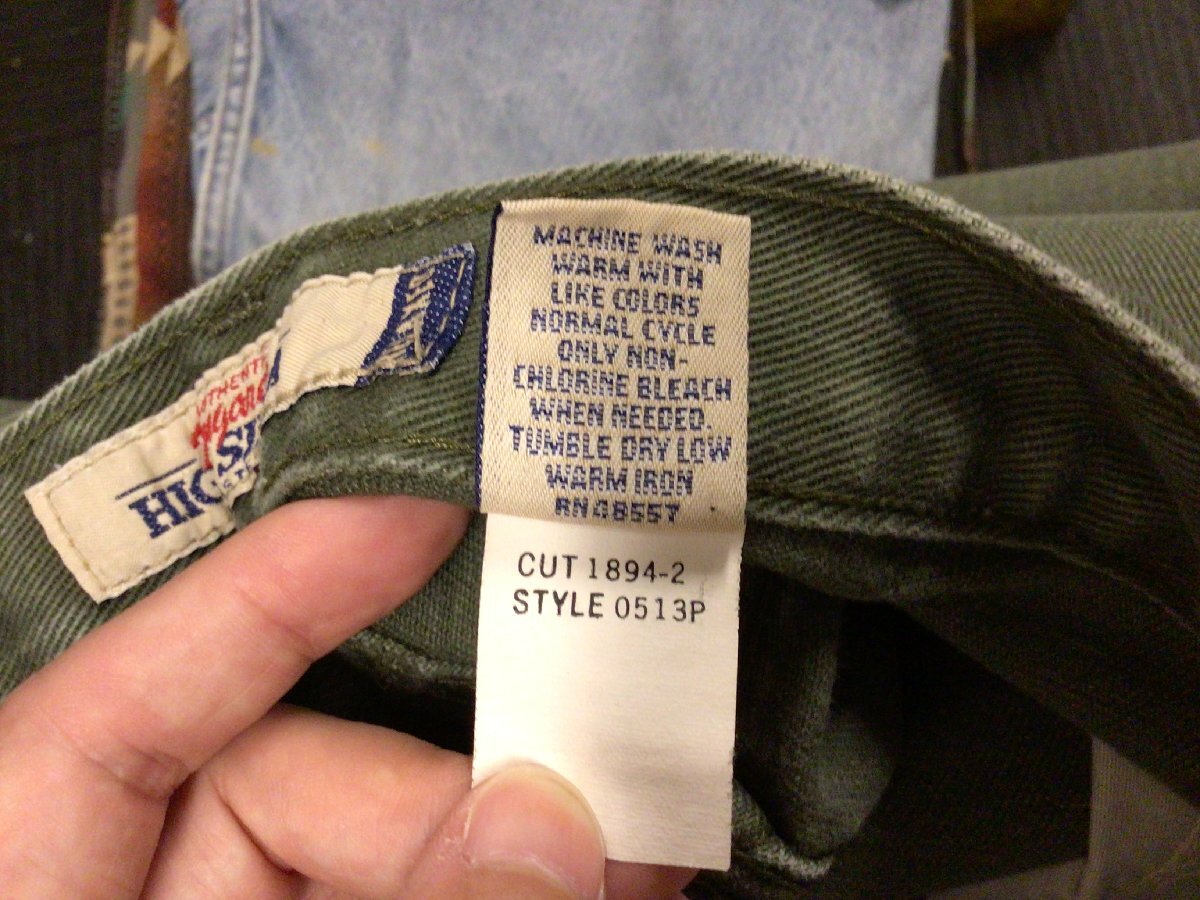 MACHINE WASH
WARM WITH
LIKE COLORS
NORMAL CYCLE
ONLY NON-
CHLORINE BLEACH
WHEN NEEDED.
TUMBLE DRY LOW
WARM IRON
CUT 1894-2
STYLE 0513P